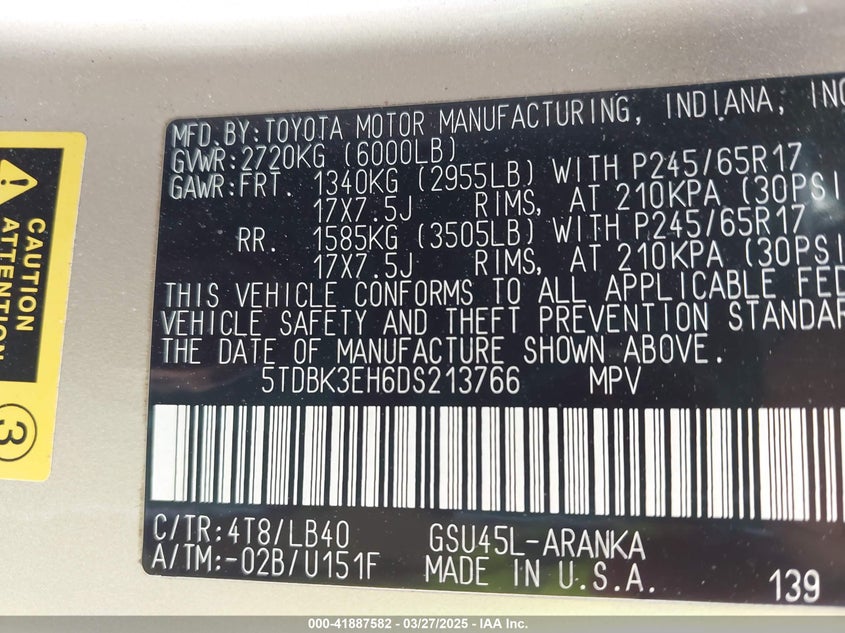 MFD. BY: TOYOTA MOTOR MANUFACTURING, INDIANA, INC
GVWR: 2720KG (6000LB)
GAWR: FRT. 1340KG (2955LB) WITH P245/65R17
17X7.5J RIMS, AT 210KPA (30PSI
RR. 1585KG (3505LB) WITH P245/65R17
17X7.5J RIMS, AT 210KPA (30PSI
THIS VEHICLE CONFORMS TO ALL APPLICABLE FED
VEHICLE SAFETY AND THEFT PREVENTION STANDAR
THE DATE OF MANUFACTURE SHOWN ABOVE.
5TDBK3EH6DS213766 MPV
C/TR: 4T8/LB40 GSU45L-ARANKA
A/TM: -02B/U151F MADE IN U.S.A. 139
CAUTION
ATTENTION
3
000-41887582 — 03/27/2025 — IAA Inc.